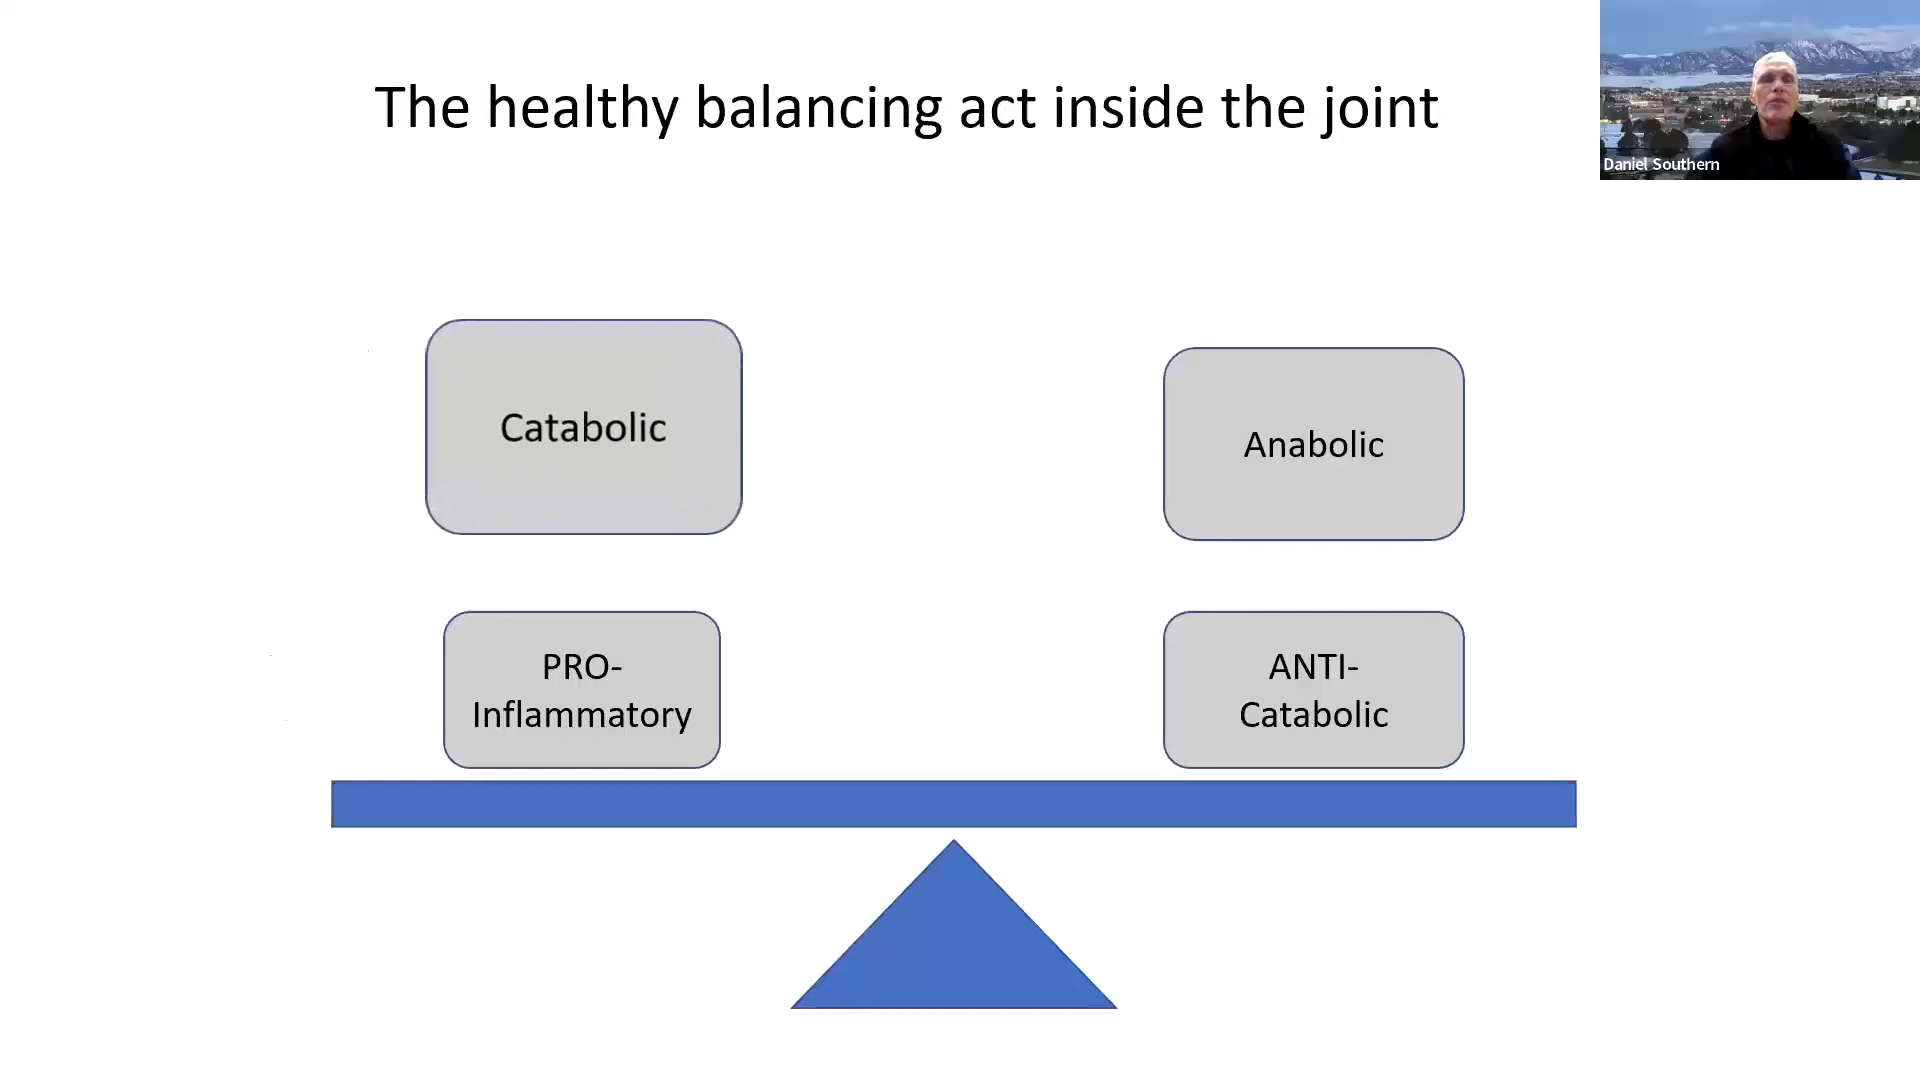 The healthy balancing act inside the joint
Daniel Southern
Catabolic
Anabolic
PRO-
Inflammatory
ANTI-
Catabolic